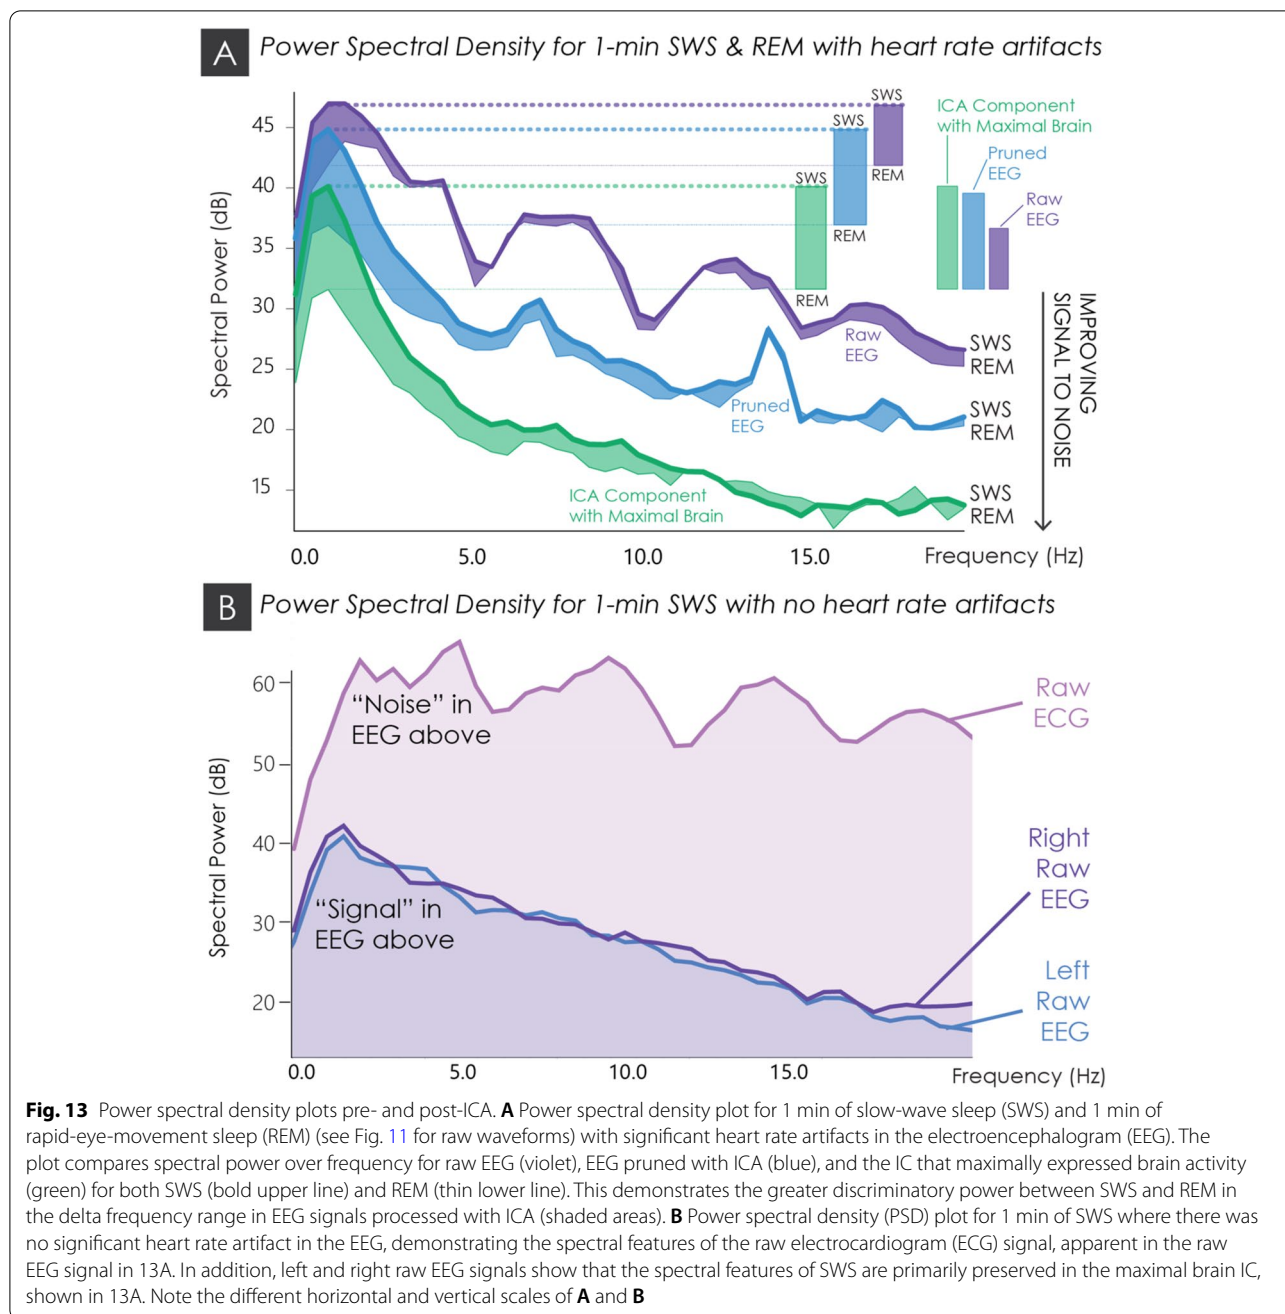 A Power Spectral Density for 1-min SWS & REM with heart rate artifacts
Spectral Power (dB)
45
40
35
30
25
20
15
SWS
SWS
SWS
REM
REM
REM
ICA Component
with Maximal Brain
Pruned
EEG
Raw
EEG
IMPROVING
SIGNAL TO NOISE
Raw
EEG
SWS
REM
Pruned
EEG
SWS
REM
ICA Component
with Maximal Brain
SWS
REM
0.0 5.0 10.0 15.0 Frequency (Hz)
B Power Spectral Density for 1-min SWS with no heart rate artifacts
Spectral Power (dB)
60
50
40
30
20
"Noise" in
EEG above
"Signal" in
EEG above
Raw
ECG
Right
Raw
EEG
Left
Raw
EEG
0.0 5.0 10.0 15.0 Frequency (Hz)
Fig. 13 Power spectral density plots pre- and post-ICA. A Power spectral density plot for 1 min of slow-wave sleep (SWS) and 1 min of
rapid-eye-movement sleep (REM) (see Fig. 11 for raw waveforms) with significant heart rate artifacts in the electroencephalogram (EEG). The
plot compares spectral power over frequency for raw EEG (violet), EEG pruned with ICA (blue), and the IC that maximally expressed brain activity
(green) for both SWS (bold upper line) and REM (thin lower line). This demonstrates the greater discriminatory power between SWS and REM in
the delta frequency range in EEG signals processed with ICA (shaded areas). B Power spectral density (PSD) plot for 1 min of SWS where there was
no significant heart rate artifact in the EEG, demonstrating the spectral features of the raw electrocardiogram (ECG) signal, apparent in the raw
EEG signal in 13A. In addition, left and right raw EEG signals show that the spectral features of SWS are primarily preserved in the maximal brain IC,
shown in 13A. Note the different horizontal and vertical scales of A and B